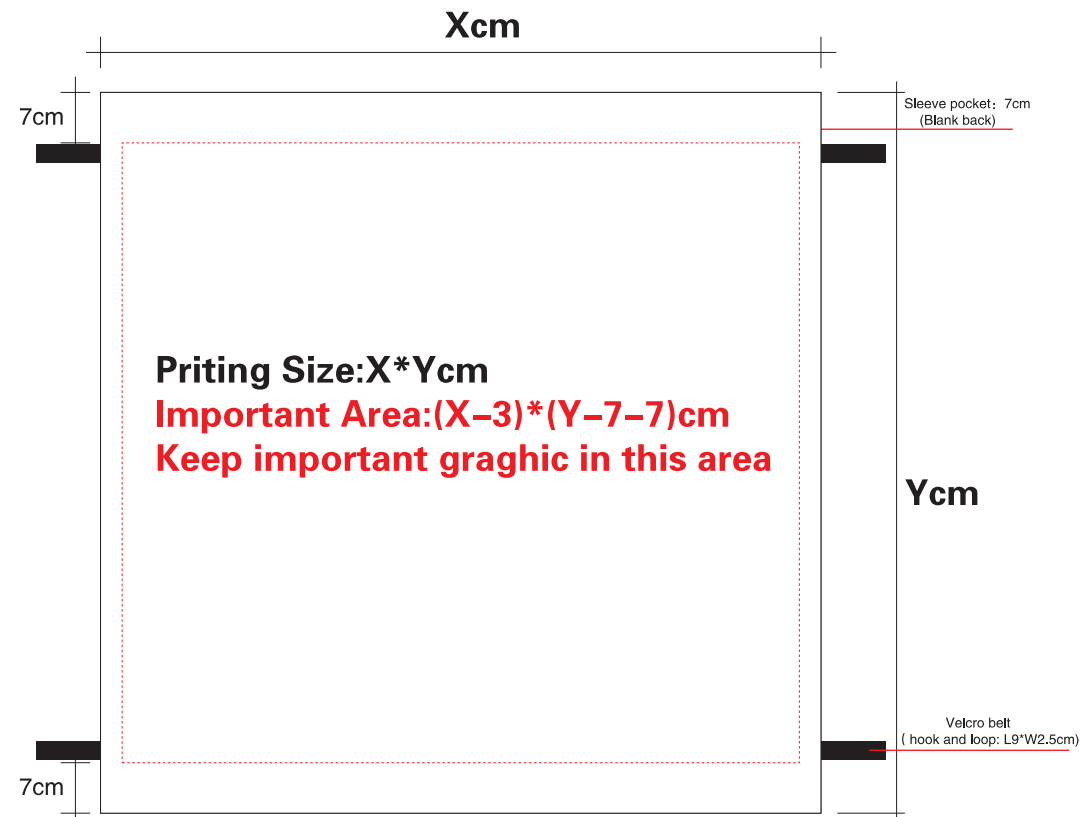 Xcm
7cm
Sleeve pocket: 7cm
(Blank back)
Priting Size:X*Ycm
Important Area:(X–3)*(Y–7–7)cm
Keep important graghic in this area
Ycm
Velcro belt
( hook and loop: L9*W2.5cm)
7cm